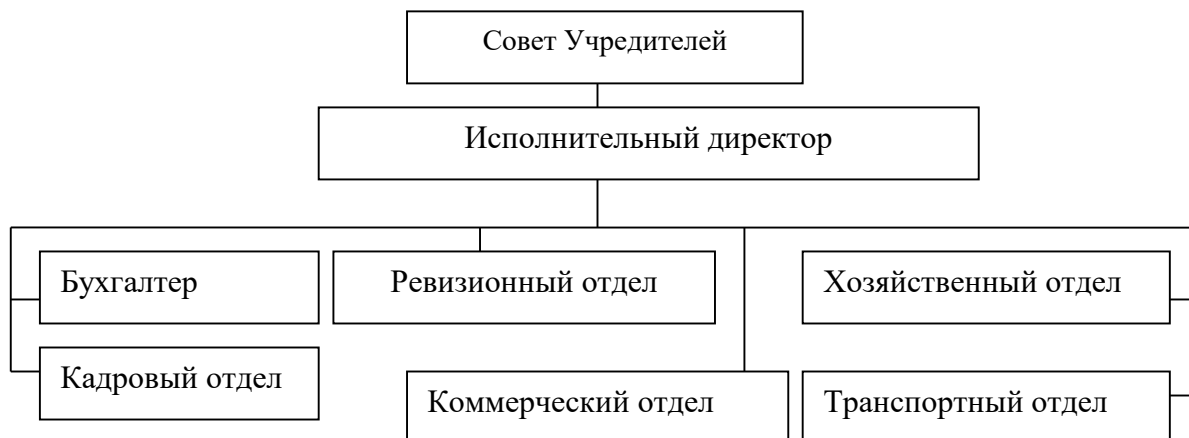 Совет Учредителей
Исполнительный директор
Бухгалтер
Ревизионный отдел
Хозяйственный отдел
Кадровый отдел
Коммерческий отдел
Транспортный отдел